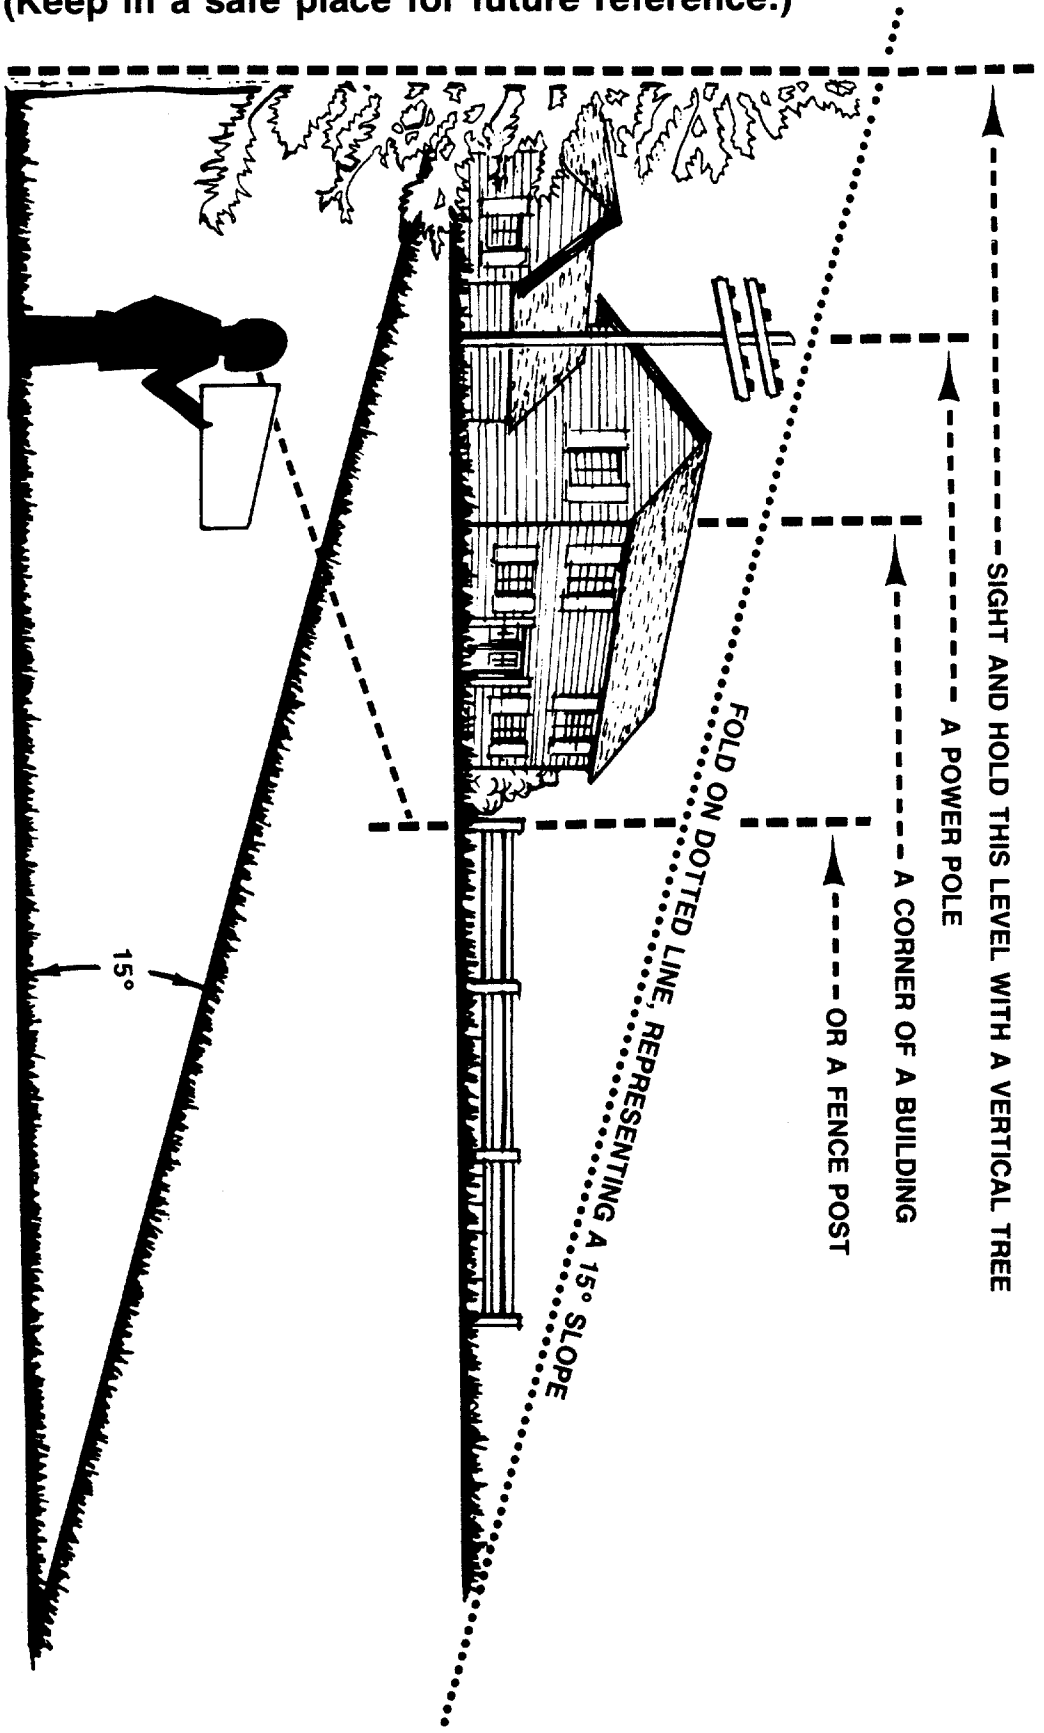 (Keep in a safe place for future reference.)
SIGHT AND HOLD THIS LEVEL WITH A VERTICAL TREE
A POWER POLE
A CORNER OF A BUILDING
OR A FENCE POST
FOLD ON DOTTED LINE, REPRESENTING A 15° SLOPE
15°